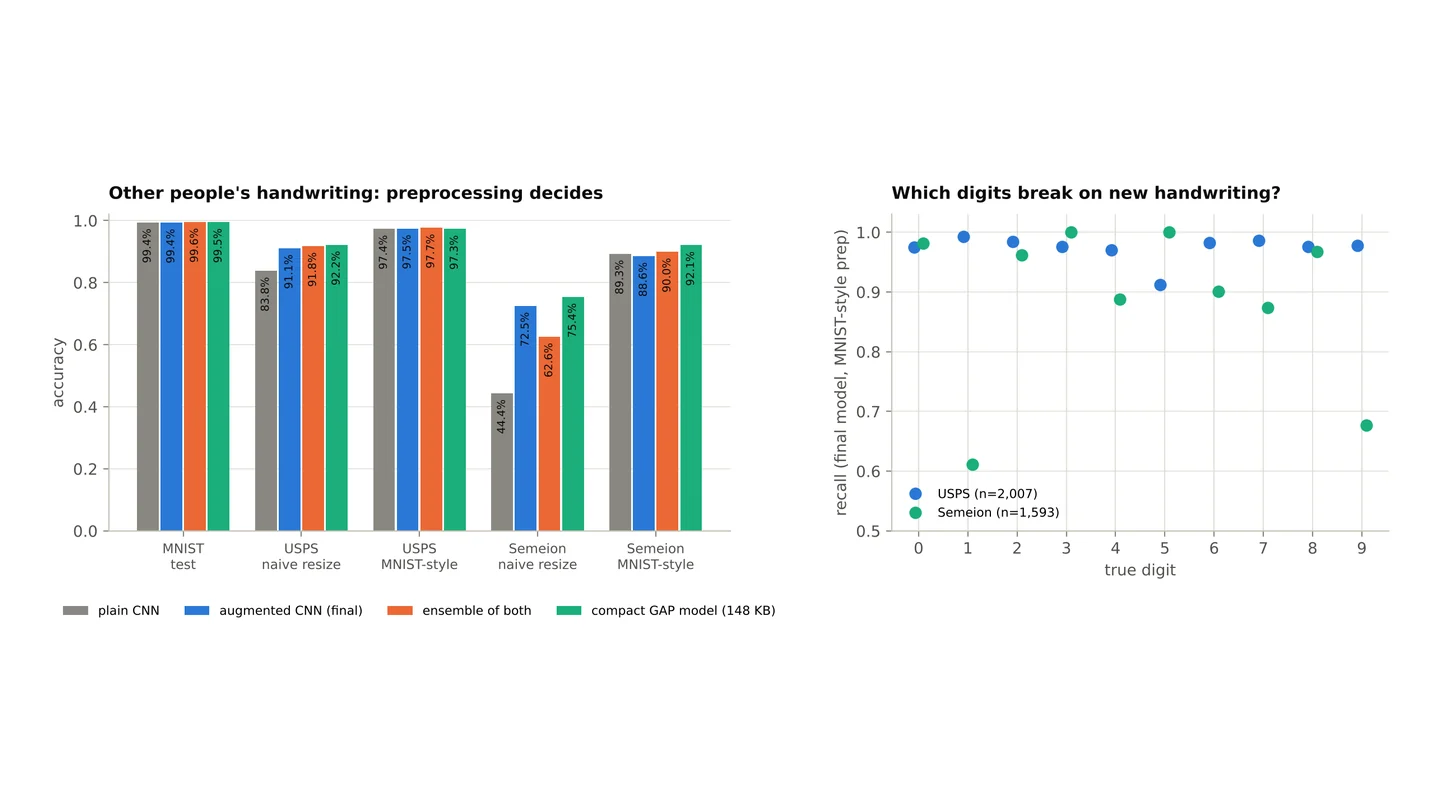 Other people's handwriting: preprocessing decides
accuracy
1.0
0.8
0.6
0.4
0.2
0.0
99.4%
99.4%
99.6%
99.5%
83.8%
91.1%
91.8%
92.2%
97.4%
97.5%
97.7%
97.3%
44.4%
72.5%
62.6%
75.4%
89.3%
88.6%
90.0%
92.1%
MNIST
test
USPS
naive resize
USPS
MNIST-style
Semeion
naive resize
Semeion
MNIST-style
plain CNN
augmented CNN (final)
ensemble of both
compact GAP model (148 KB)
Which digits break on new handwriting?
recall (final model, MNIST-style prep)
1.0
0.9
0.8
0.7
0.6
0.5
USPS (n=2,007)
Semeion (n=1,593)
0 1 2 3 4 5 6 7 8 9
true digit